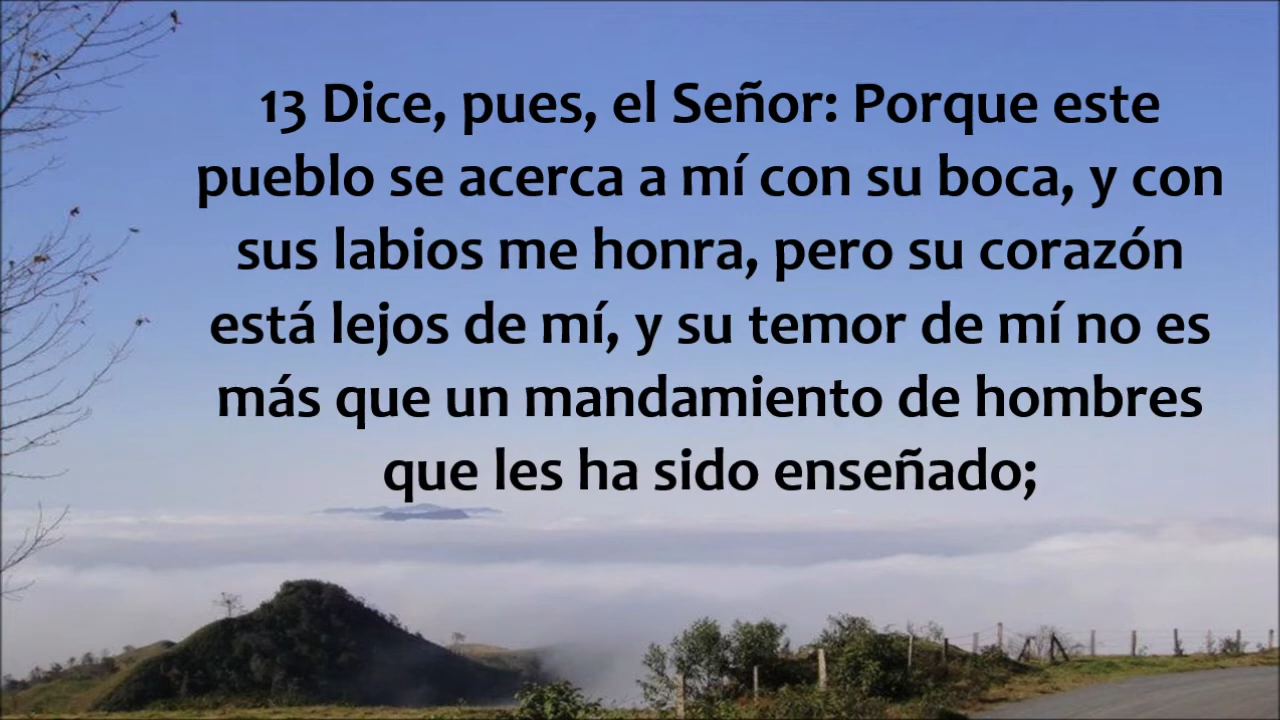 13 Dice, pues, el Señor: Porque este
pueblo se acerca a mí con su boca, y con
sus labios me honra, pero su corazón
está lejos de mí, y su temor de mí no es
más que un mandamiento de hombres
que les ha sido enseñado;